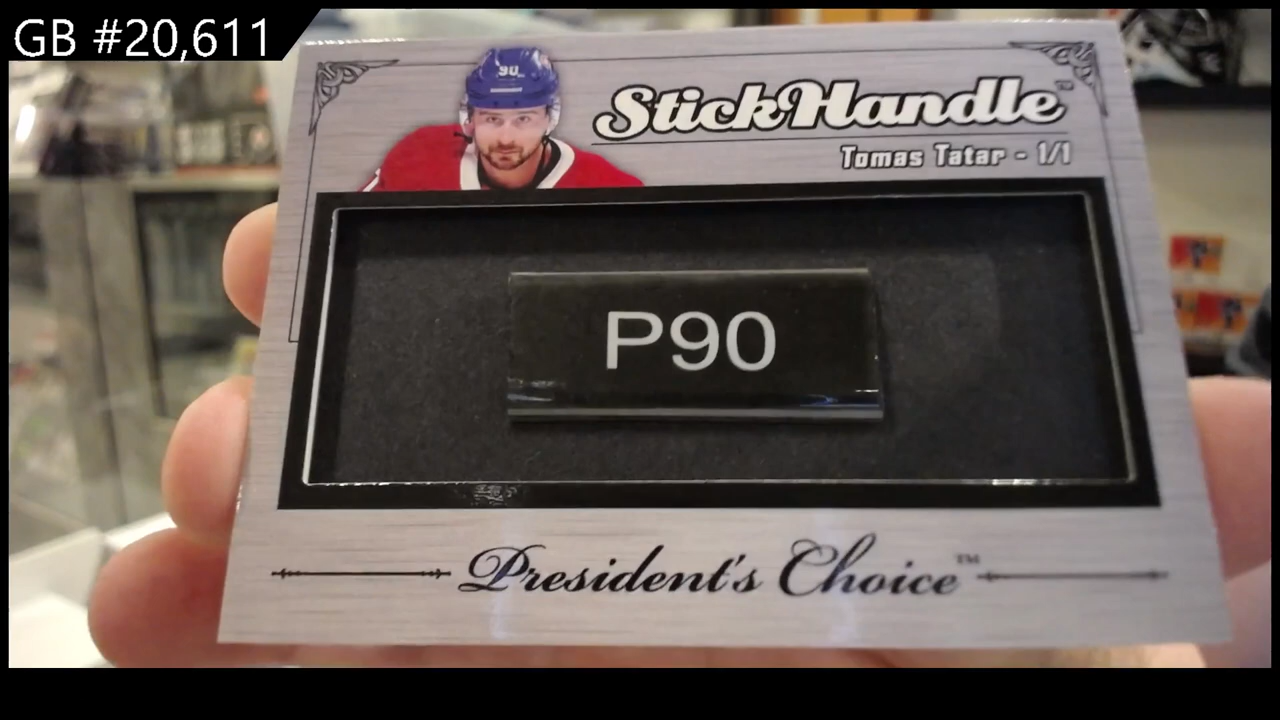 GB #20,611
90
StickHandle™
Tomas Tatar - 1/1
P90
President's Choice™